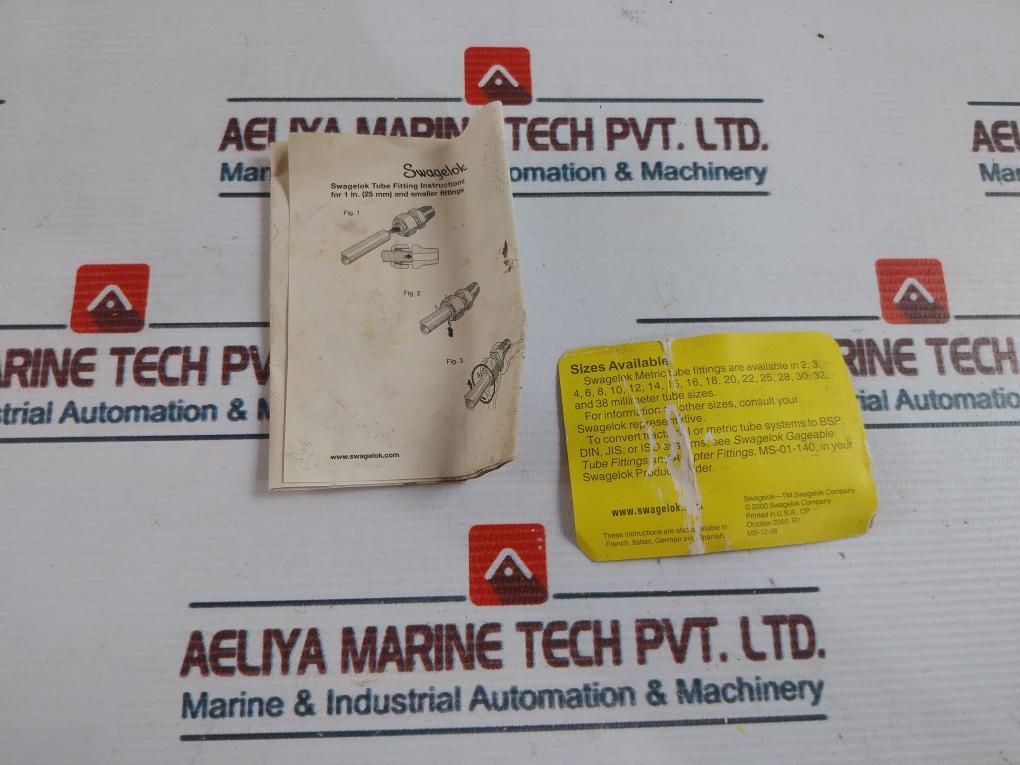 AELIYA MARINE TECH PVT. LTD.
Automation & Machinery
Swagelok
Swagelok Tube Fitting Instructions
for 1 in. (25 mm) and smaller fittings
Fig. 1
Fig. 2
Fig. 3
www.swagelok.com
MARINE TECH
Industrial Automation &
Sizes Available
Swagelok Metric tube fittings are available in 2, 3,
4, 6, 8, 10, 12, 14, 15, 16, 18, 20, 22, 25, 28, 30, 32,
and 38 millimeter tube sizes.
For information other sizes, consult your
Swagelok representative.
To convert or metric tube systems to BSP,
DIN, JIS, or ISO see Swagelok Gageable
Tube Fittings and Adapter Fittings, MS-01-140, in your
Swagelok Product
www.swagelok.
These instructions are also available in
French, Italian, German and Spanish.
Swagelok—TM Swagelok Company
© 2000 Swagelok Company
Printed in U.S.A., CP
October 2000, R1
MS-12-09
AELIYA MARINE TECH PVT. LTD.
Marine & Industrial Automation & Machinery